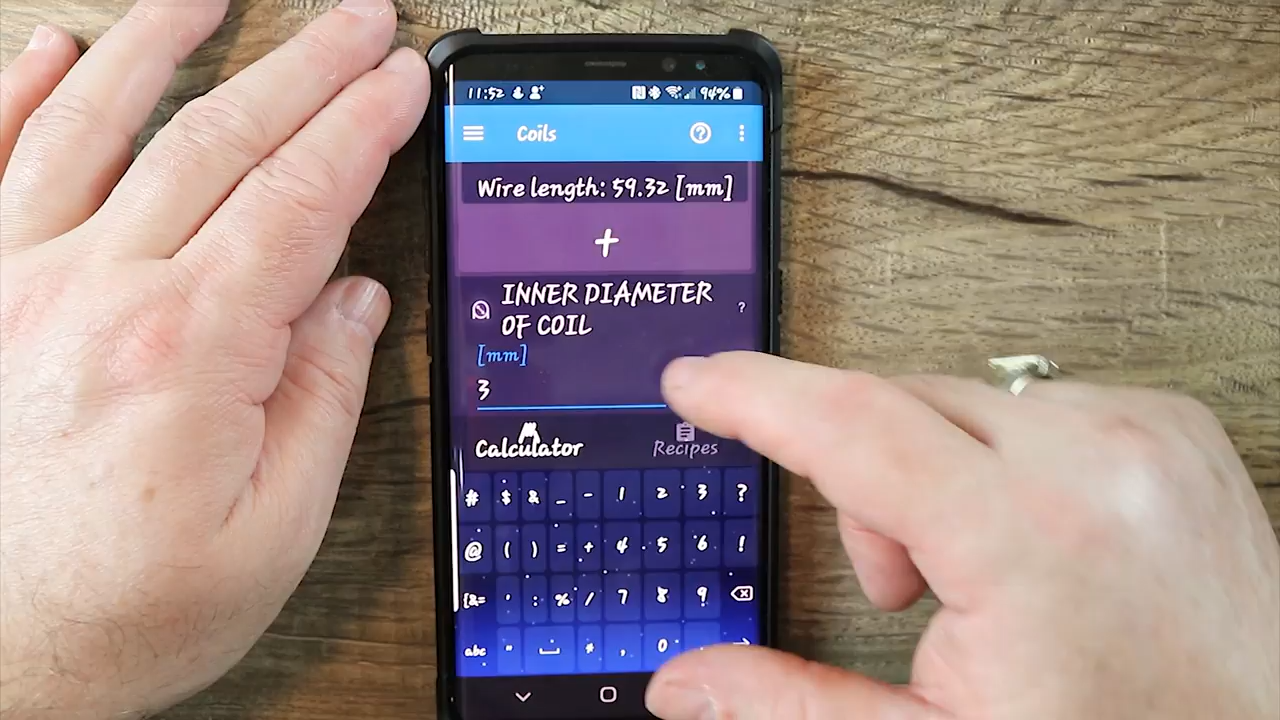 11:52 94%
Coils
Wire length: 59.32 [mm]
+
INNER DIAMETER
OF COIL
?
[mm]
3
Calculator Recipes
# $ & _ - 1 2 3 ?
@ ( ) = + 4 5 6 !
{&= ' : % / 7 8 9
abc " * , 0